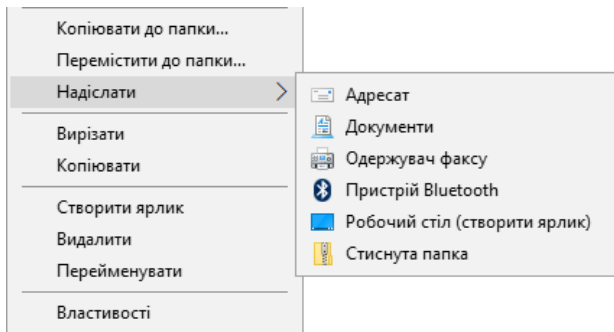 Копіювати до папки...
Перемістити до папки...
Надіслати
Вирізати
Копіювати
Створити ярлик
Видалити
Перейменувати
Властивості
Адресат
Документи
Одержувач факсу
Пристрій Bluetooth
Робочий стіл (створити ярлик)
Стиснута папка